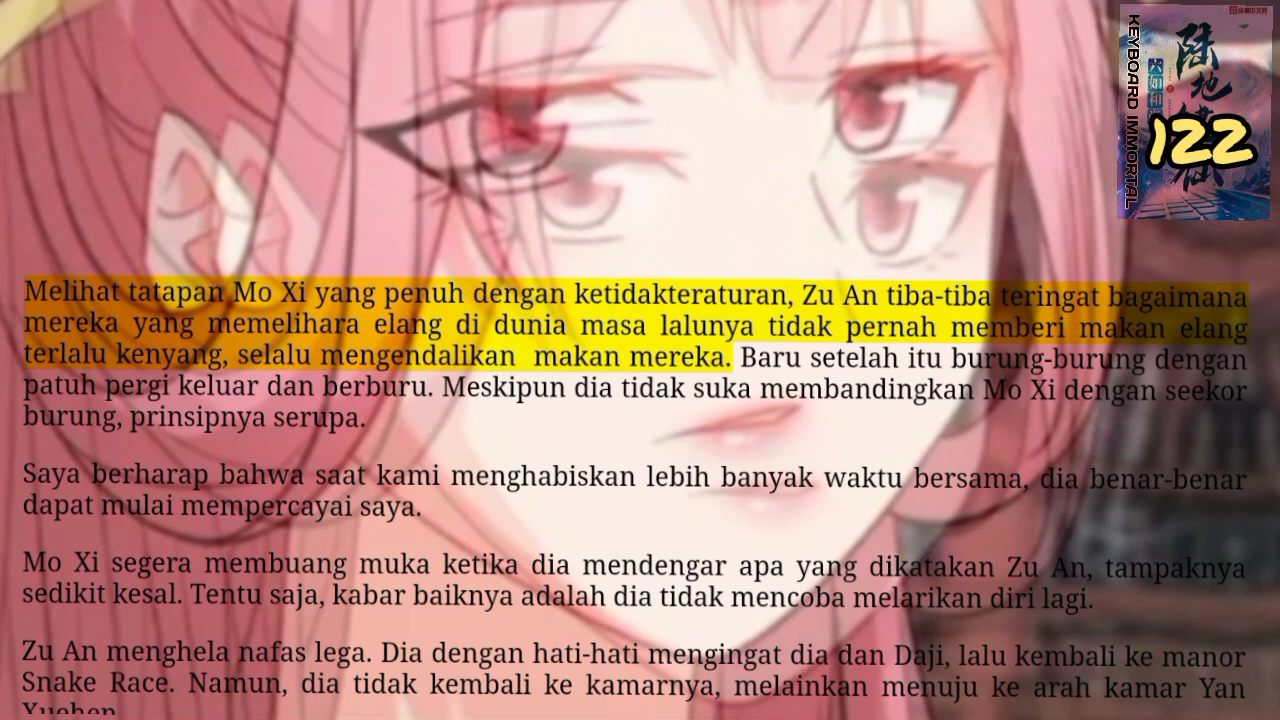 KEYBOARD IMMORTAL
陆
地
122
Melihat tatapan Mo Xi yang penuh dengan ketidakteraturan, Zu An tiba-tiba teringat bagaimana
mereka yang memelihara elang di dunia masa lalunya tidak pernah memberi makan elang
terlalu kenyang, selalu mengendalikan makan mereka. Baru setelah itu burung-burung dengan
patuh pergi keluar dan berburu. Meskipun dia tidak suka membandingkan Mo Xi dengan seekor
burung, prinsipnya serupa.
Saya berharap bahwa saat kami menghabiskan lebih banyak waktu bersama, dia benar-benar
dapat mulai mempercayai saya.
Mo Xi segera membuang muka ketika dia mendengar apa yang dikatakan Zu An, tampaknya
sedikit kesal. Tentu saja, kabar baiknya adalah dia tidak mencoba melarikan diri lagi.
Zu An menghela nafas lega. Dia dengan hati-hati mengingat dia dan Daji, lalu kembali ke manor
Snake Race. Namun, dia tidak kembali ke kamarnya, melainkan menuju ke arah kamar Yan